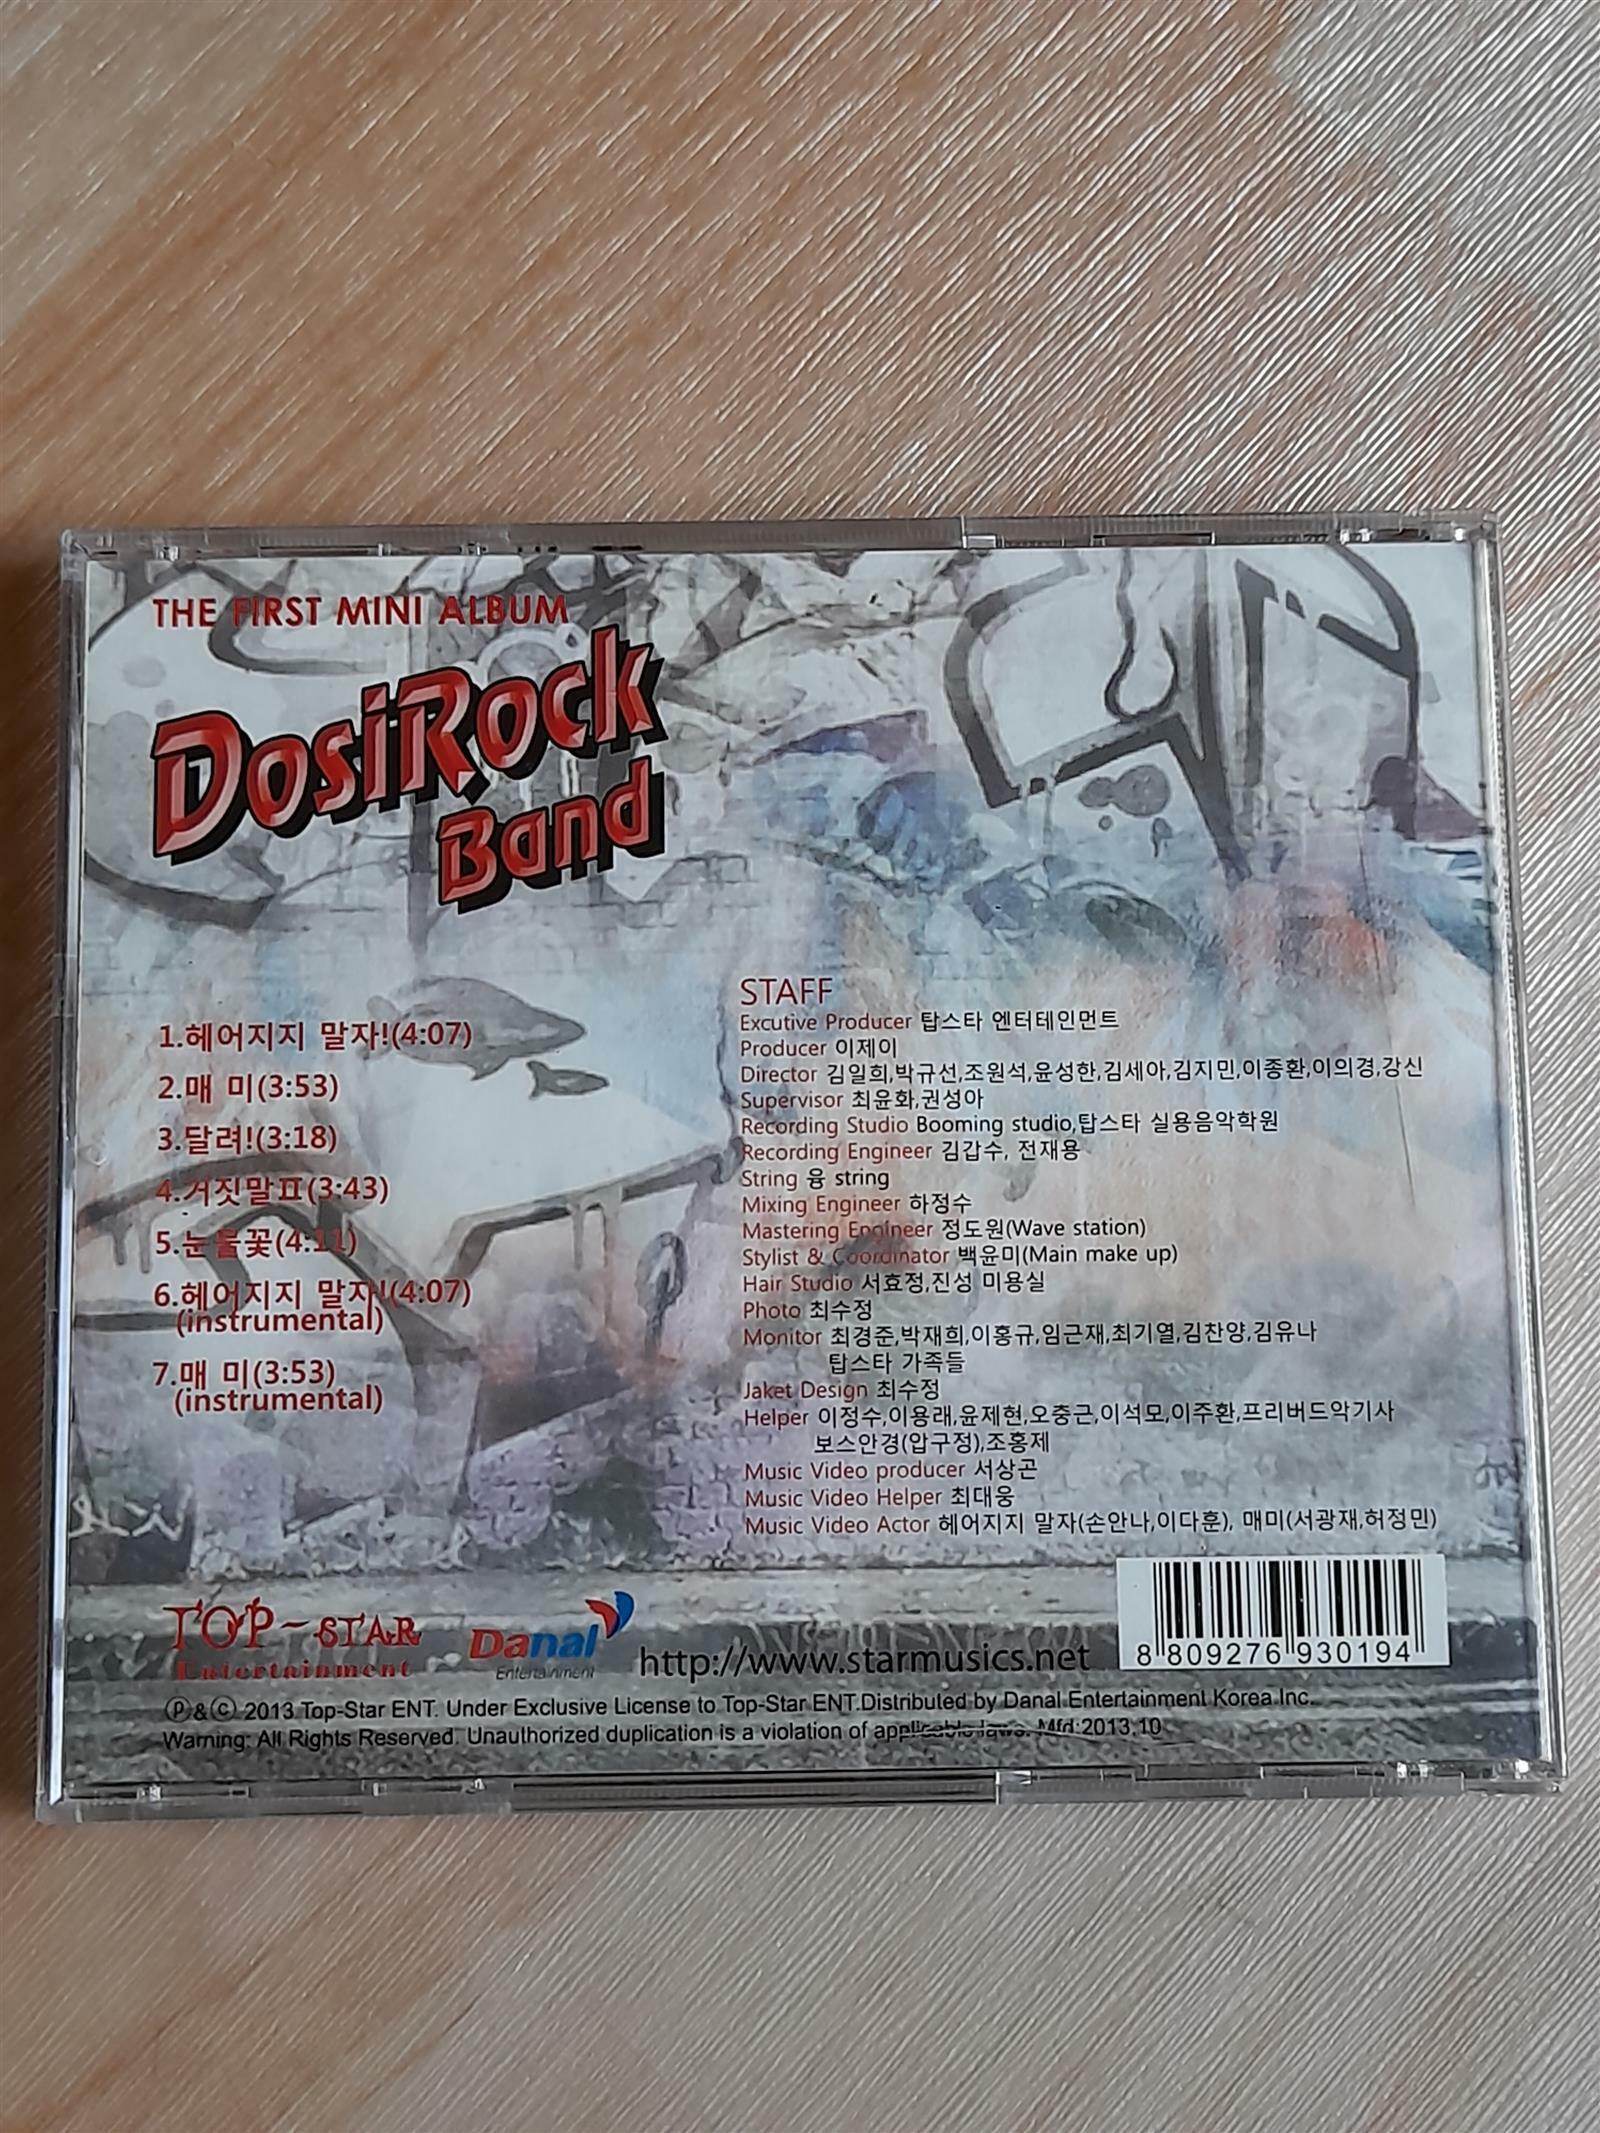 THE FIRST MINI ALBUM
DosiRock
Band
1.헤어지지 말자!(4:07)
2.매 미(3:53)
3.달려!(3:18)
4.거짓말표(3:43)
5.눈물꽃(4:11)
6.헤어지지 말자!(4:07)
(instrumental)
7.매 미(3:53)
(instrumental)
STAFF
Excutive Producer 탑스타 엔터테인먼트
Producer 이제이
Director 김일희,박규선,조원석,윤성한,김세아,김지민,이종환,이의경,강신
Supervisor 최윤화,권성아
Recording Studio Booming studio,탑스타 실용음악학원
Recording Engineer 김갑수, 전재용
String 융 string
Mixing Engineer 하정수
Mastering Engineer 정도원(Wave station)
Stylist & Coordinator 백윤미(Main make up)
Hair Studio 서효정,진성 미용실
Photo 최수정
Monitor 최경준,박재희,이홍규,임근재,최기열,김찬양,김유나
탑스타 가족들
Jaket Design 최수정
Helper 이정수,이용래,윤제현,오충근,이석모,이주환,프리버드악기사
보스안경(압구정),조홍제
Music Video producer 서상곤
Music Video Helper 최대웅
Music Video Actor 헤어지지 말자(손안나,이다훈), 매미(서광재,허정민)
TOP-STAR
Entertainment
Danal
Entertainment
http://www.starmusics.net
8 809276 930194
Ⓟ&Ⓒ 2013 Top-Star ENT. Under Exclusive License to Top-Star ENT.Distributed by Danal Entertainment Korea Inc.
Warning: All Rights Reserved. Unauthorized duplication is a violation of applicable laws. Mfd:2013.10